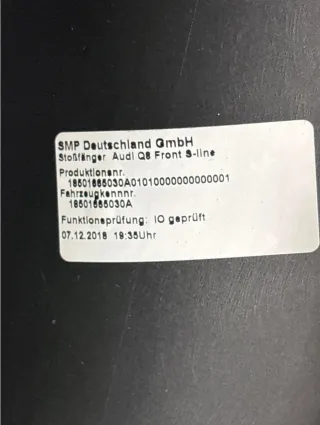 SMP Deutschland GmbH
Stoßfänger Audi Q8 Front S-line
Produktionsnr.
18501665030A01010000000000001
Fahrzeugkennnr.
18501665030A
Funktionsprüfung: IO geprüft
07.12.2018 19:35Uhr